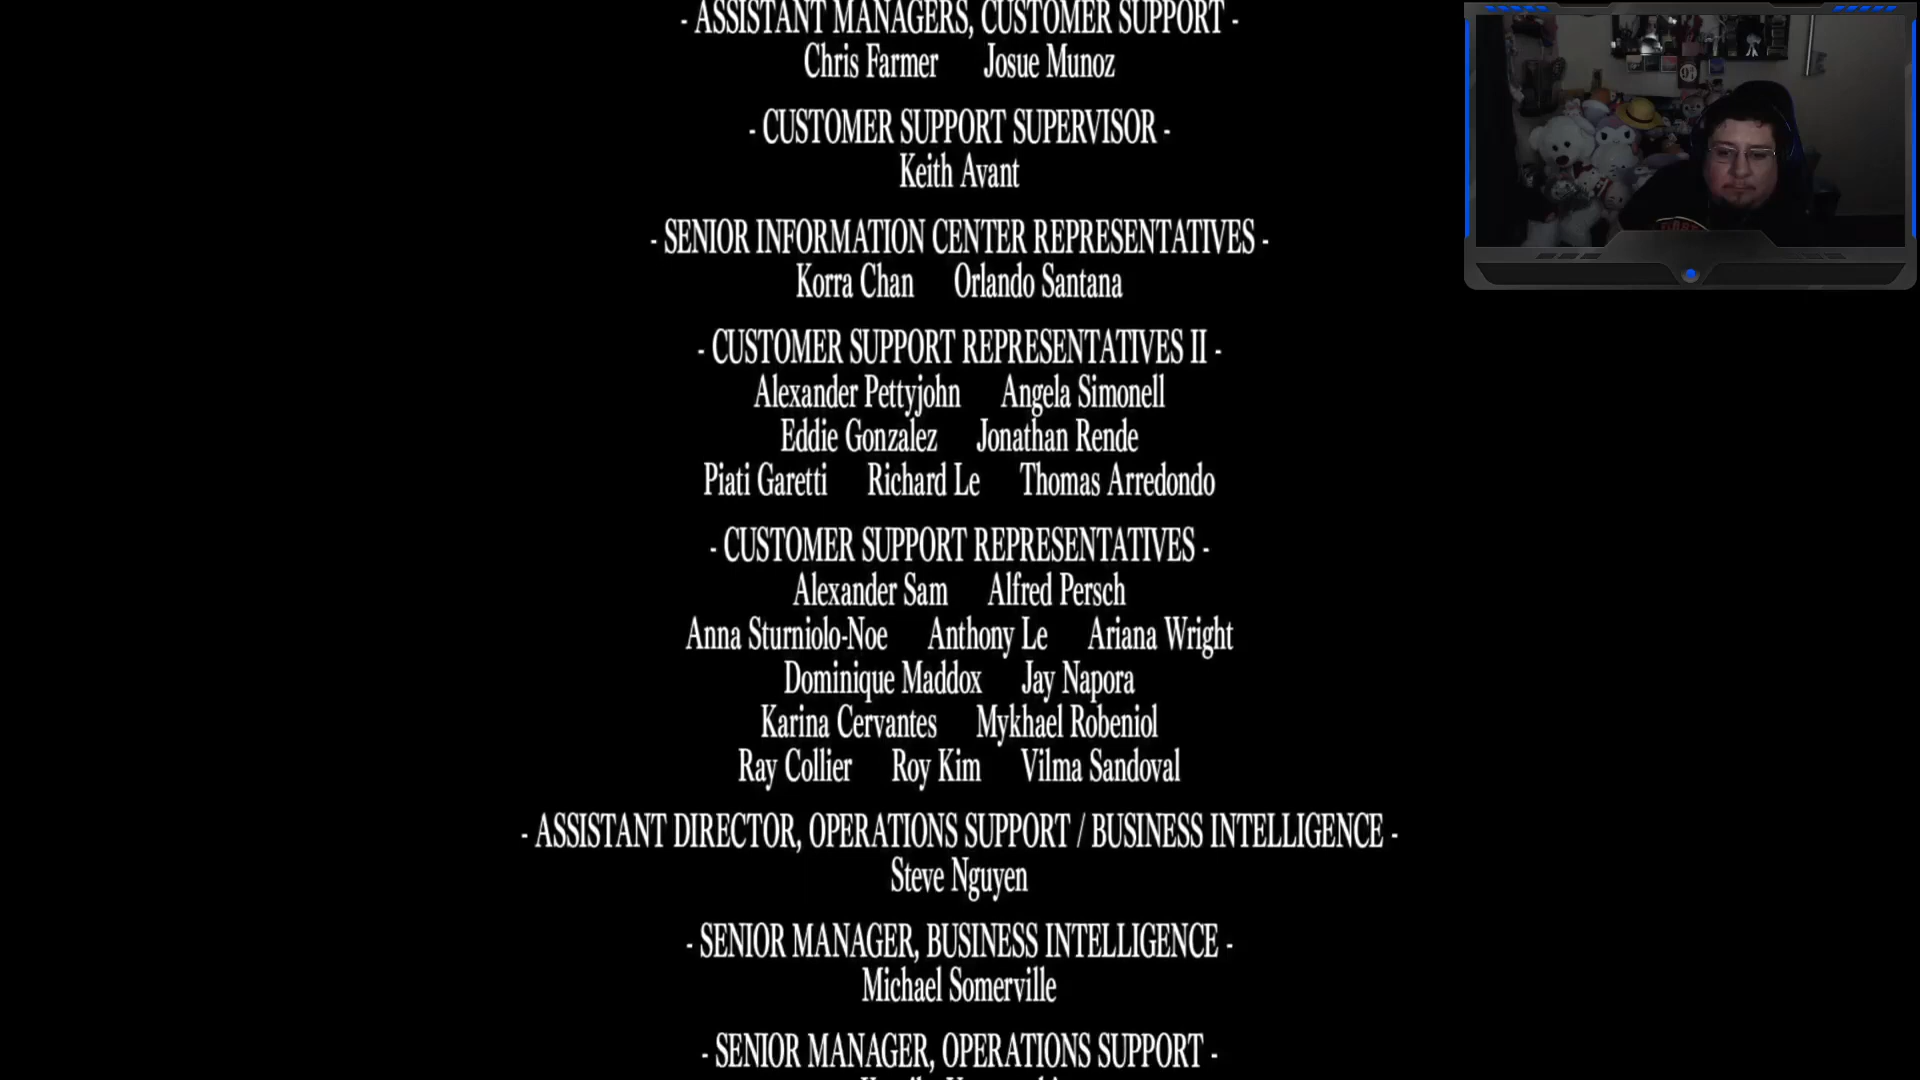 - ASSISTANT MANAGERS, CUSTOMER SUPPORT -
Chris Farmer Josue Munoz
- CUSTOMER SUPPORT SUPERVISOR -
Keith Avant
- SENIOR INFORMATION CENTER REPRESENTATIVES -
Korra Chan Orlando Santana
- CUSTOMER SUPPORT REPRESENTATIVES II -
Alexander Pettyjohn Angela Simonell
Eddie Gonzalez Jonathan Rende
Piati Garetti Richard Le Thomas Arredondo
- CUSTOMER SUPPORT REPRESENTATIVES -
Alexander Sam Alfred Persch
Anna Sturniolo-Noe Anthony Le Ariana Wright
Dominique Maddox Jay Napora
Karina Cervantes Mykhael Robeniol
Ray Collier Roy Kim Vilma Sandoval
- ASSISTANT DIRECTOR, OPERATIONS SUPPORT / BUSINESS INTELLIGENCE -
Steve Nguyen
- SENIOR MANAGER, BUSINESS INTELLIGENCE -
Michael Somerville
- SENIOR MANAGER, OPERATIONS SUPPORT -